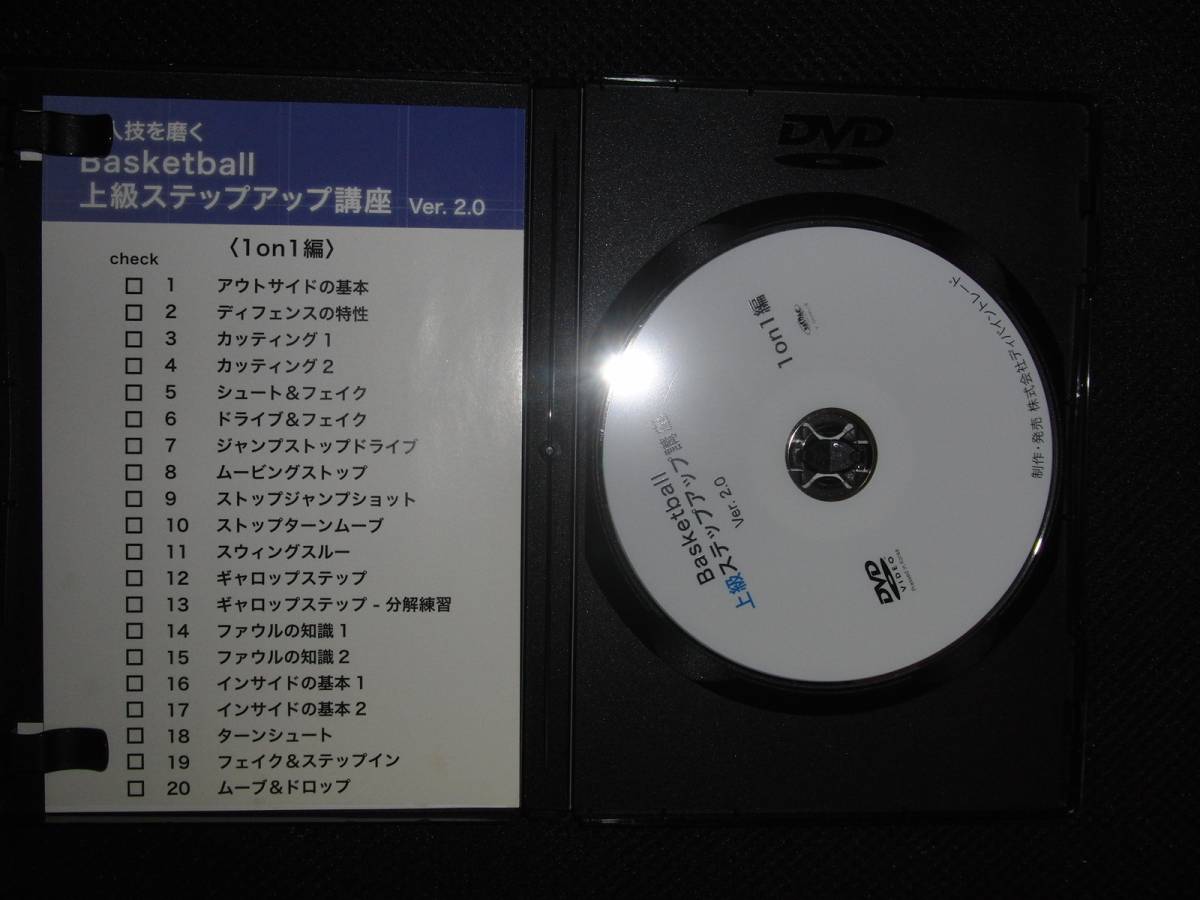 人技を磨く
Basketball
上級ステップアップ講座 Ver. 2.0
〈1on1編〉
check
□ 1 アウトサイドの基本
□ 2 ディフェンスの特性
□ 3 カッティング1
□ 4 カッティング2
□ 5 シュート&フェイク
□ 6 ドライブ&フェイク
□ 7 ジャンプストップドライブ
□ 8 ムービングストップ
□ 9 ストップジャンプショット
□ 10 ストップターンムーブ
□ 11 スウィングスルー
□ 12 ギャロップステップ
□ 13 ギャロップステップ - 分解練習
□ 14 ファウルの知識1
□ 15 ファウルの知識2
□ 16 インサイドの基本1
□ 17 インサイドの基本2
□ 18 ターンシュート
□ 19 フェイク&ステップイン
□ 20 ムーブ&ドロップ
DVD
Basketball
上級ステップアップ講座
Ver. 2.0
1on1編
DVD
VIDEO
制作・発売 株式会社ディバイントレード